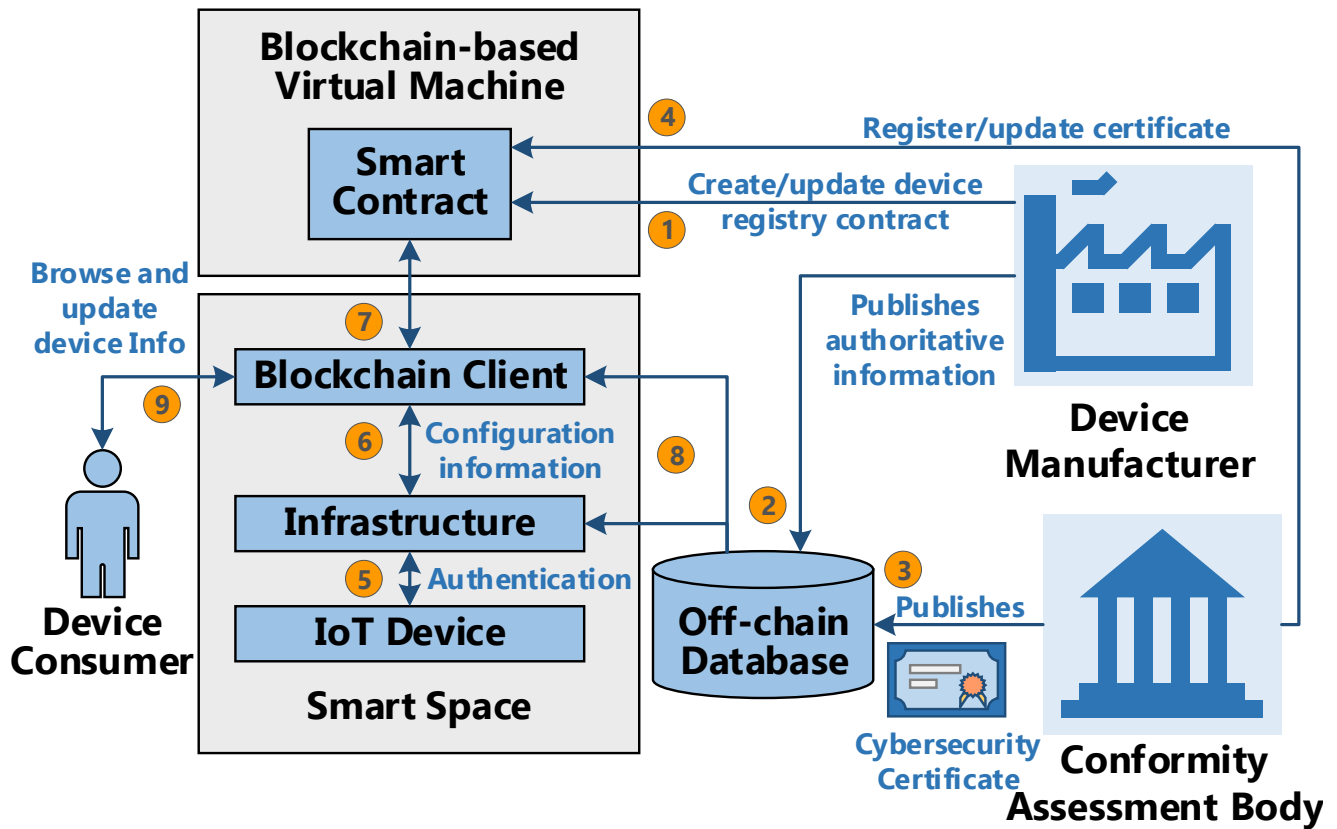 Blockchain-based
Virtual Machine
Smart
Contract
4
Register/update certificate
Create/update device
registry contract
1
Browse and
update
device Info
7
Publishes
authoritative
information
Blockchain Client
9
6
Configuration
information
8
Device
Manufacturer
Infrastructure
2
5
Authentication
3
Publishes
IoT Device
Device
Consumer
Off-chain
Database
Smart Space
Cybersecurity
Certificate
Conformity
Assessment Body